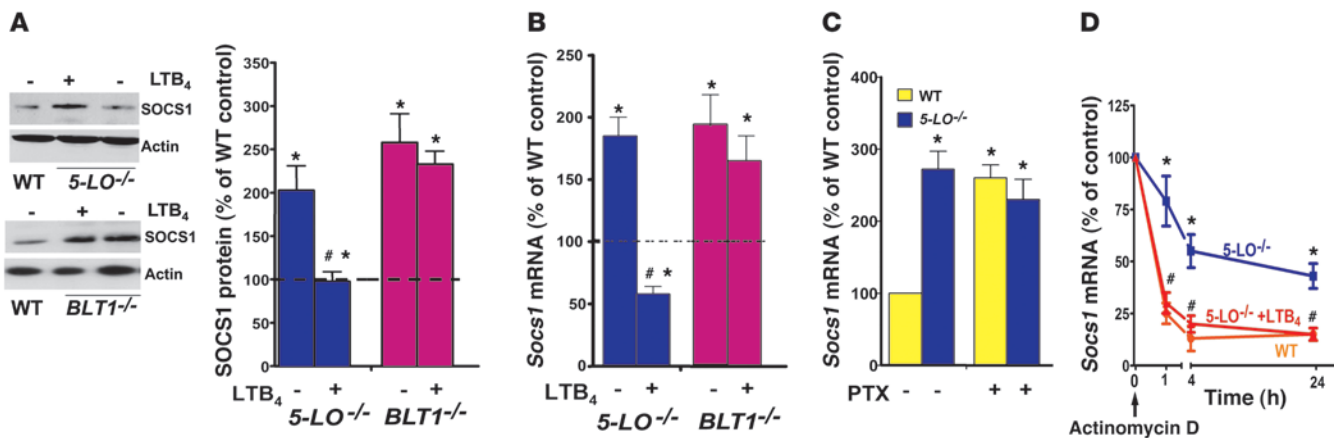 A
- + - LTB4
SOCS1
Actin
WT 5-LO-/-
- + - LTB4
SOCS1
Actin
WT BLT1-/-
SOCS1 protein (% of WT control)
350
300
250
200
150
100
50
0
* # * * *
LTB4 - + - +
5-LO-/- BLT1-/-
B
Socs1 mRNA (% of WT control)
250
200
150
100
50
0
* # * * *
LTB4 - + - +
5-LO-/- BLT1-/-
C
Socs1 mRNA (% of WT control)
400
300
200
100
0
WT
5-LO-/-
* * *
PTX - - + +
D
Socs1 mRNA (% of control)
125
100
75
50
25
0
* * *
5-LO-/-
# # #
5-LO-/- +LTB4
WT
0 1 4 24
Time (h)
Actinomycin D